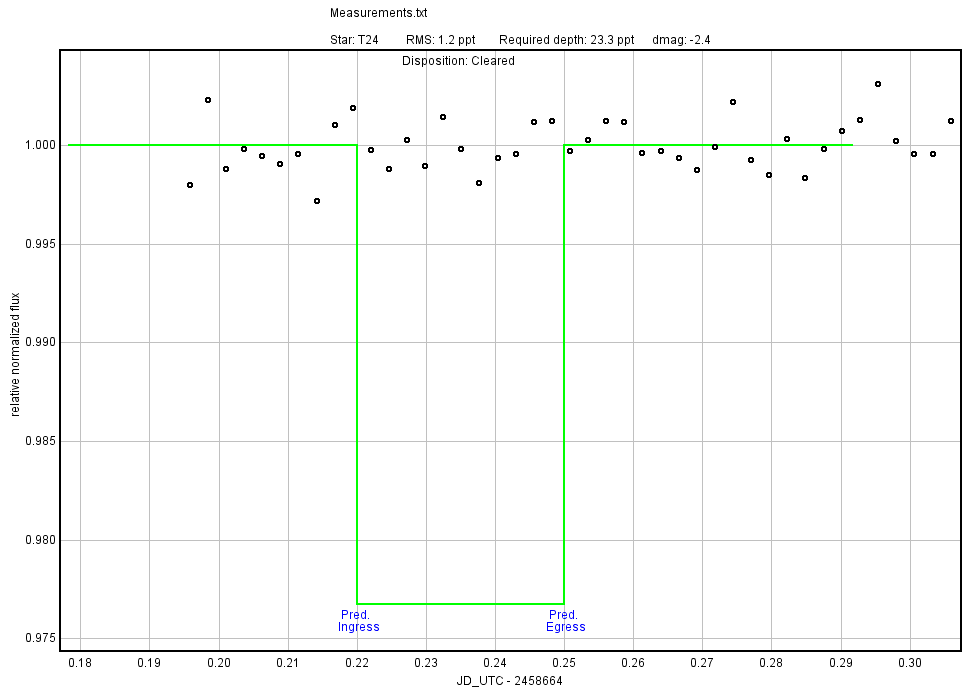 Measurements.txt
Star: T24 RMS: 1.2 ppt Required depth: 23.3 ppt dmag: -2.4
Disposition: Cleared
relative normalized flux
1.000
0.995
0.990
0.985
0.980
0.975
Pred. Ingress
Pred. Egress
0.18 0.19 0.20 0.21 0.22 0.23 0.24 0.25 0.26 0.27 0.28 0.29 0.30
JD_UTC - 2458664